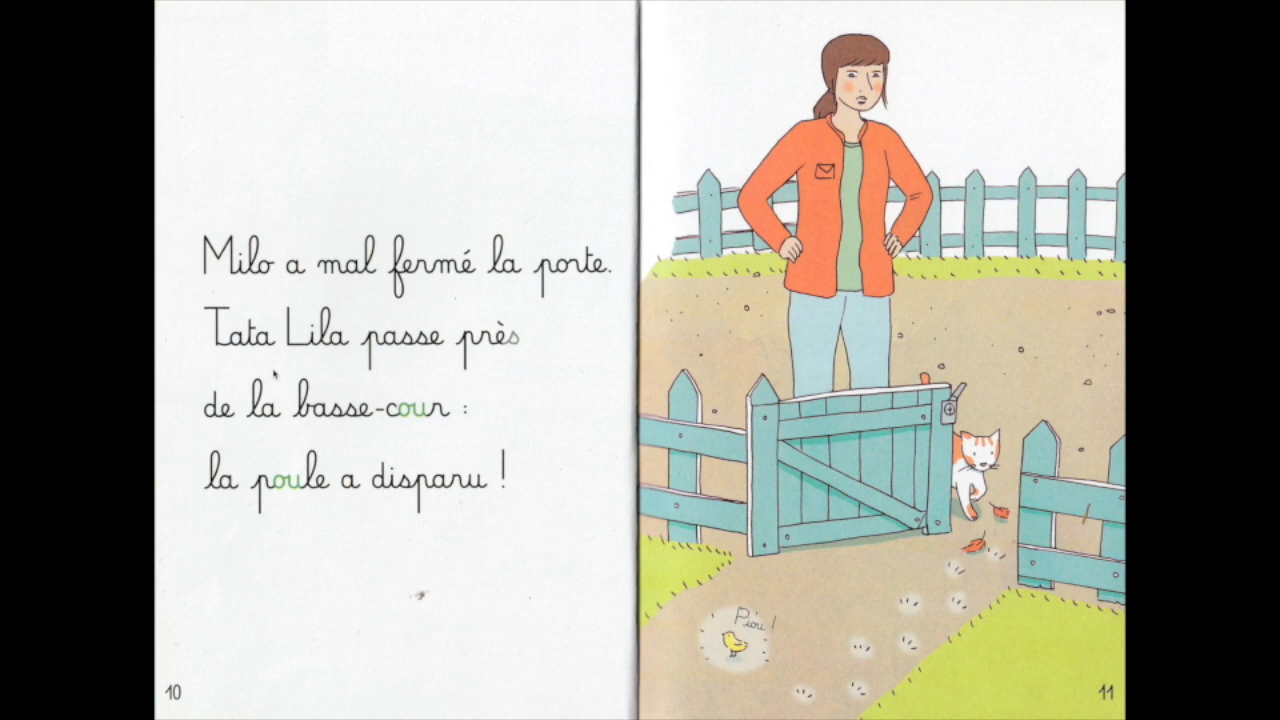 Milo a mal fermé la porte.
Tata Lila passe près
de la basse-cour :
la poule a disparu !
Piou !
10
11